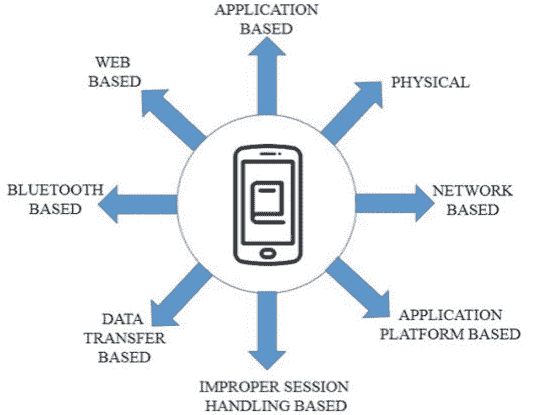 APPLICATION
BASED
WEB
BASED
PHYSICAL
BLUETOOTH
BASED
NETWORK
BASED
DATA
TRANSFER
BASED
APPLICATION
PLATFORM BASED
IMPROPER SESSION
HANDLING BASED